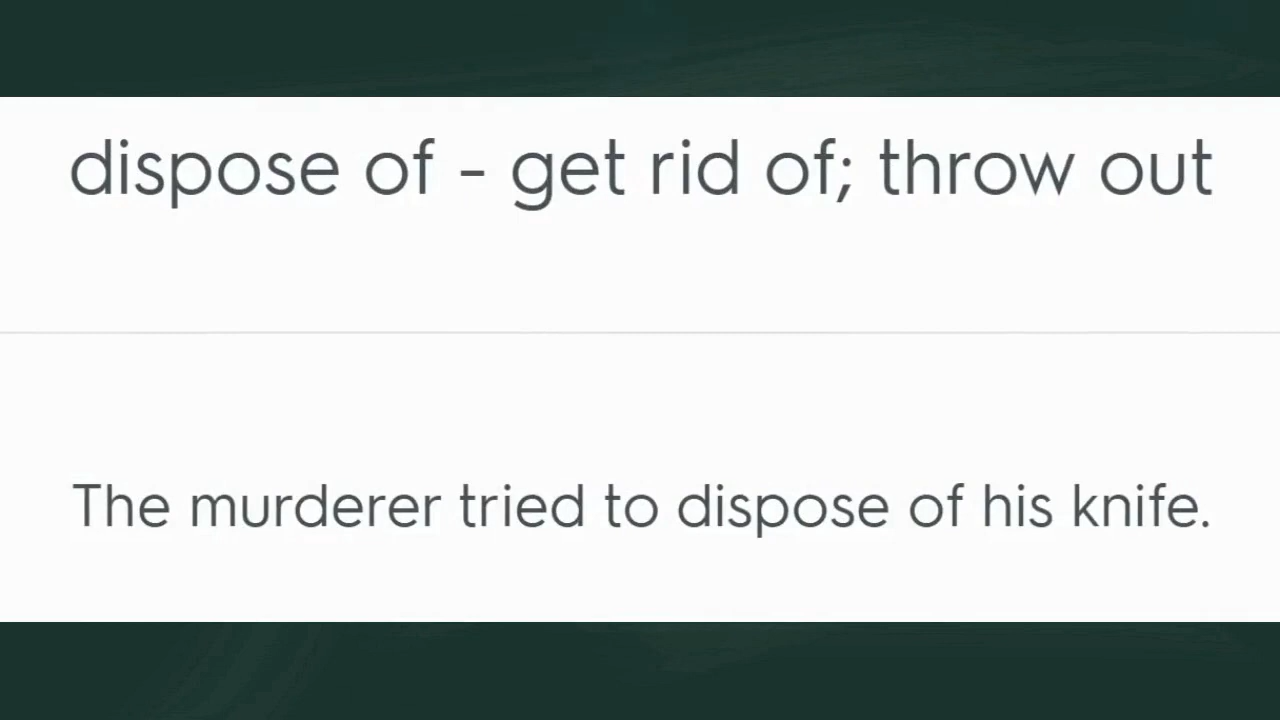 dispose of - get rid of; throw out
The murderer tried to dispose of his knife.